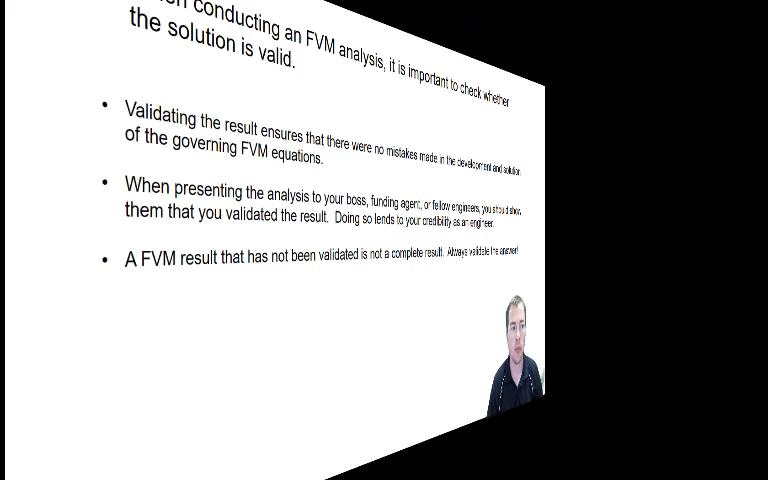 conducting an FVM analysis, it is important to check whether
the solution is valid.
• Validating the result ensures that there were no mistakes made in the development and solution
of the governing FVM equations.
• When presenting the analysis to your boss, funding agent, or fellow engineers, you should show
them that you validated the result. Doing so lends to your credibility as an engineer.
• A FVM result that has not been validated is not a complete result. Always validate the answer!